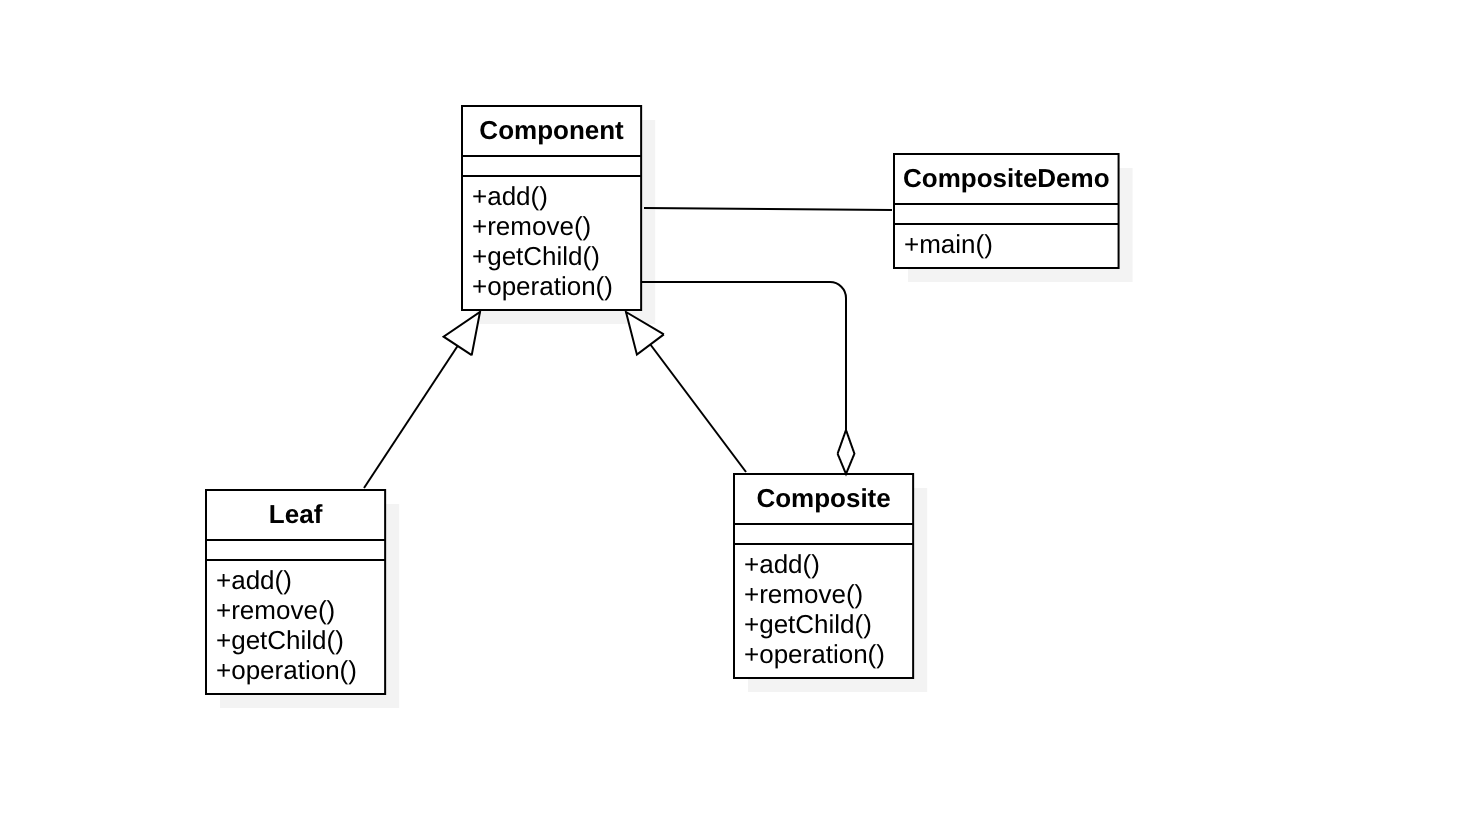 Component
+add()
+remove()
+getChild()
+operation()
CompositeDemo
+main()
Leaf
+add()
+remove()
+getChild()
+operation()
Composite
+add()
+remove()
+getChild()
+operation()